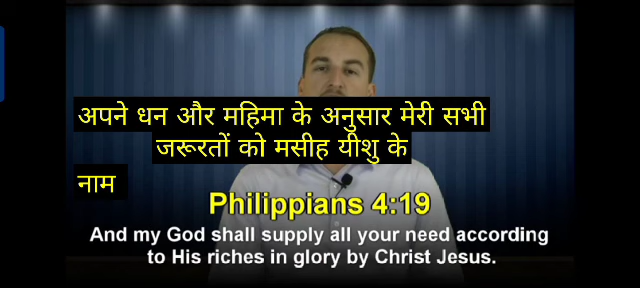 अपने धन और महिमा के अनुसार मेरी सभी
जरूरतों को मसीह यीशु के
नाम
Philippians 4:19
And my God shall supply all your need according
to His riches in glory by Christ Jesus.